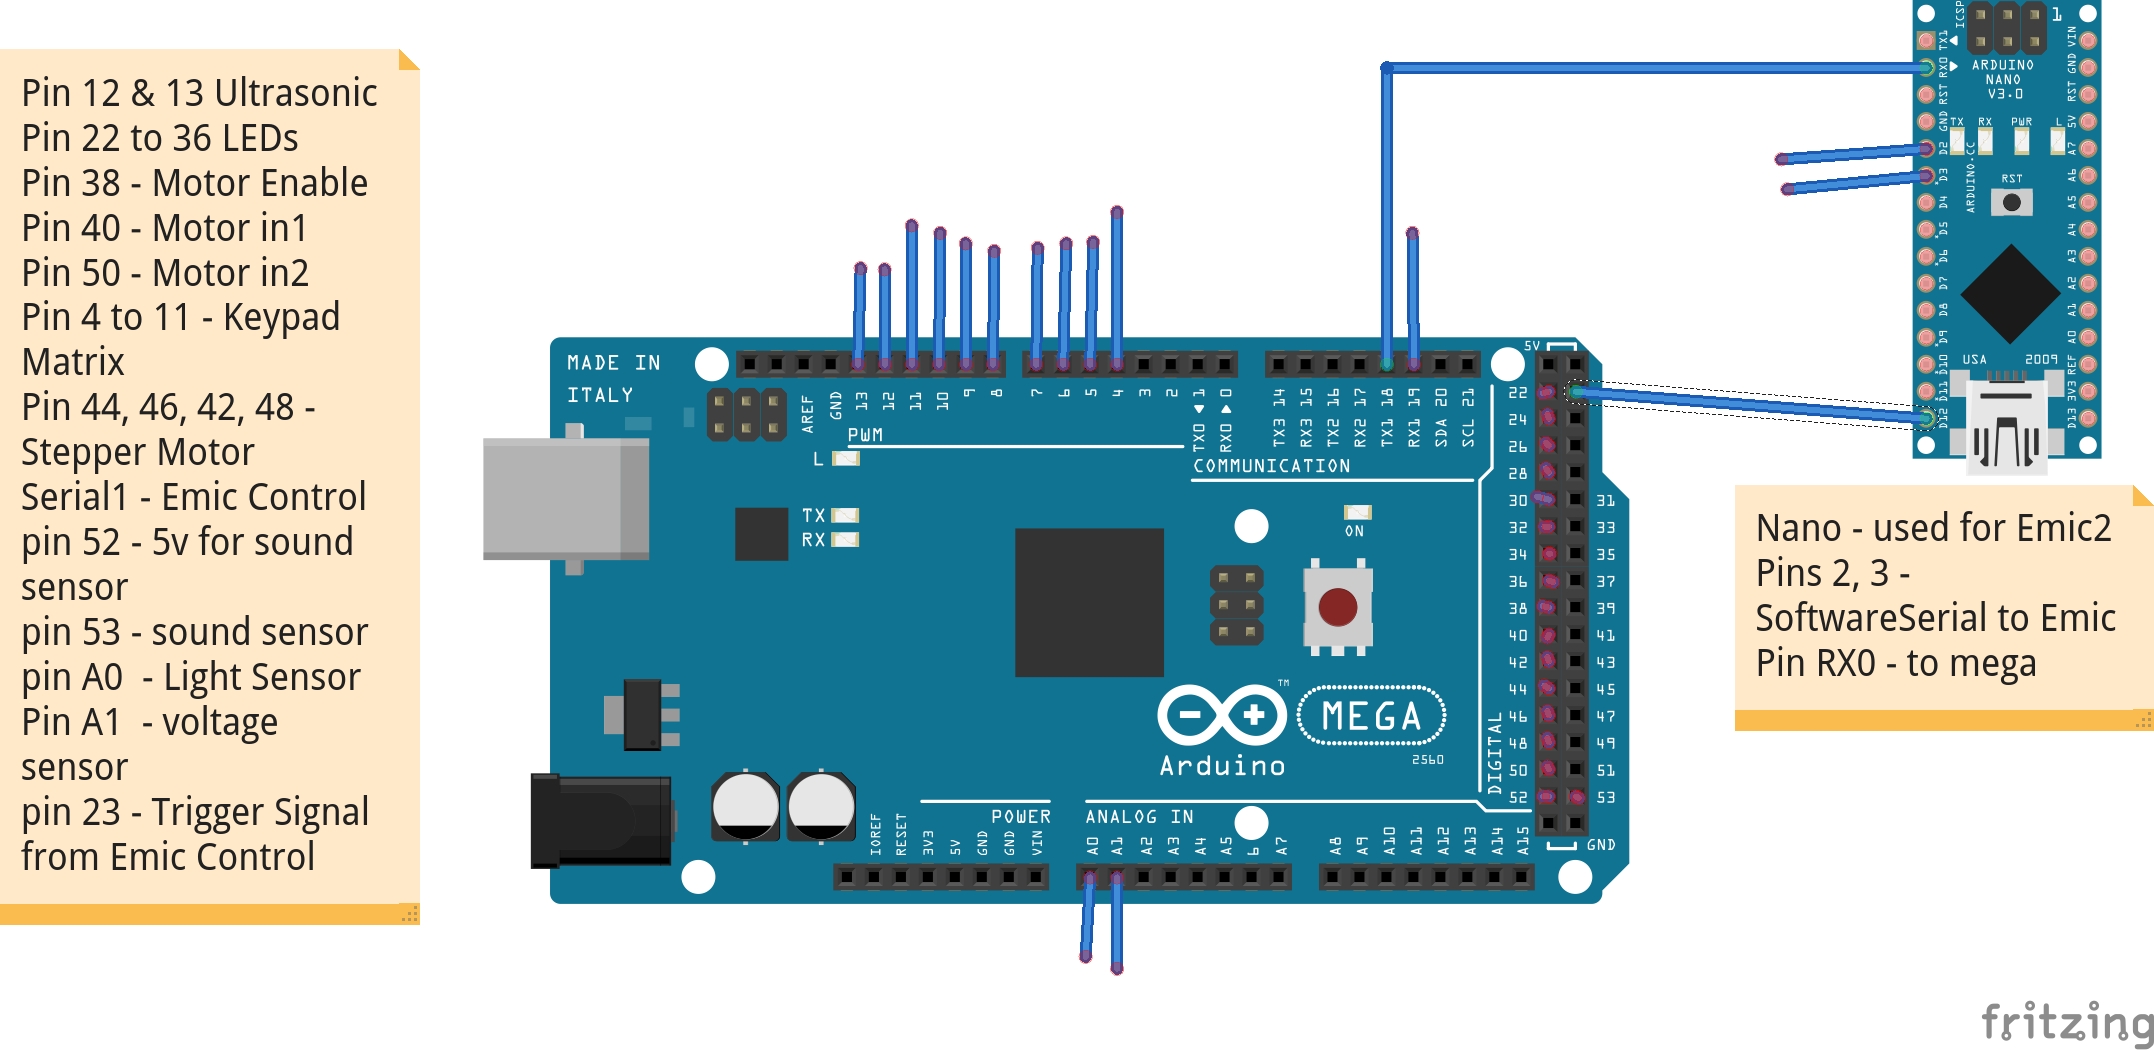 Pin 12 & 13 Ultrasonic
Pin 22 to 36 LEDs
Pin 38 - Motor Enable
Pin 40 - Motor in1
Pin 50 - Motor in2
Pin 4 to 11 - Keypad
Matrix
Pin 44, 46, 42, 48 -
Stepper Motor
Serial1 - Emic Control
pin 52 - 5v for sound
sensor
pin 53 - sound sensor
pin A0 - Light Sensor
Pin A1 - voltage
sensor
pin 23 - Trigger Signal
from Emic Control
MADE IN
ITALY
AREF
GND
13
12
11
10
9
8
7
6
5
4
3
2
TX0 1
RX0 0
TX3 14
RX3 15
TX2 16
RX2 17
TX1 18
RX1 19
SDA 20
SCL 21
PWM
L
COMMUNICATION
TX
RX
ON
5V
22
24
26
28
30 31
32 33
34 35
36 37
38 39
40 41
42 43
44 45
46 47
48 49
50 51
52 53
GND
DIGITAL
TM
MEGA
2560
Arduino
POWER
ANALOG IN
IOREF
RESET
3V3
5V
GND
GND
VIN
A0
A1
A2
A3
A4
A5
6
A7
A8
A9
A10
A11
A12
A13
A14
A15
ICSP
1
ARDUINO
NANO
V3.0
TX RX PWR L
ARDUINO.CC
RST
USA 2009
TX1
RX0
RST
GND
D2
D3
D4
D5
D6
D7
D8
D9
D10
D11
D12
VIN
GND
RST
5V
A7
A6
A5
A4
A3
A2
A1
A0
REF
3V3
D13
Nano - used for Emic2
Pins 2, 3 -
SoftwareSerial to Emic
Pin RX0 - to mega
fritzing